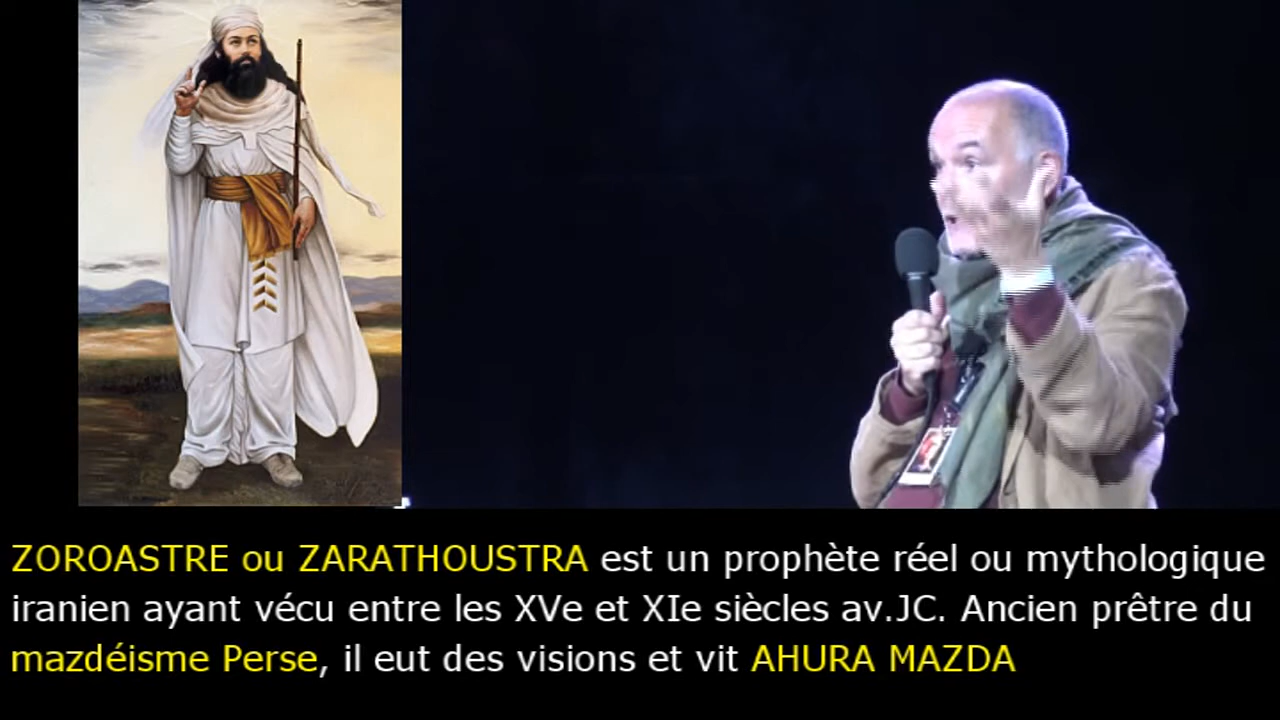 ZOROASTRE ou ZARATHOUSTRA est un prophète réel ou mythologique
iranien ayant vécu entre les XVe et XIe siècles av.JC. Ancien prêtre du
mazdéisme Perse, il eut des visions et vit AHURA MAZDA